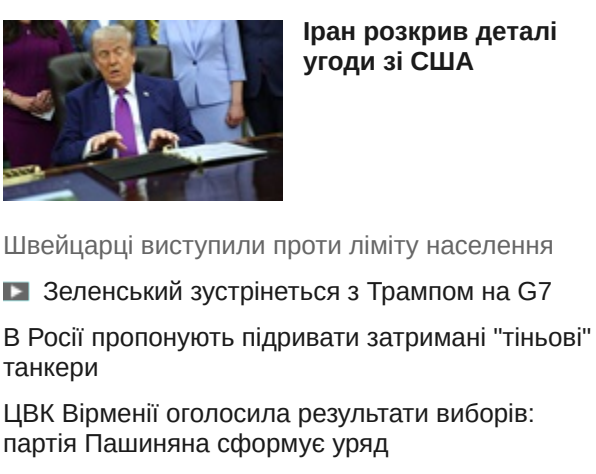 Іран розкрив деталі
угоди зі США
Швейцарці виступили проти ліміту населення
Зеленський зустрінеться з Трампом на G7
В Росії пропонують підривати затримані "тіньові"
танкери
ЦВК Вірменії оголосила результати виборів:
партія Пашиняна сформує уряд